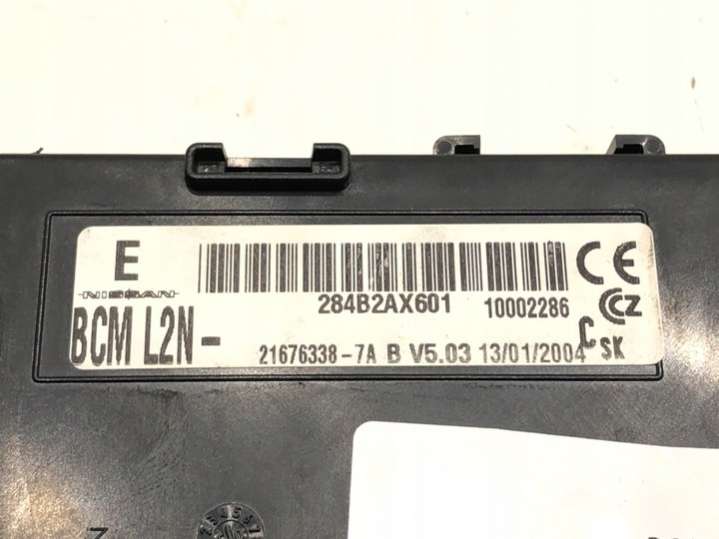 E
NISSAN
BCM L2N-
284B2AX601 10002286
21676338-7A B V5.03 13/01/2004
CE
CZ
C SK